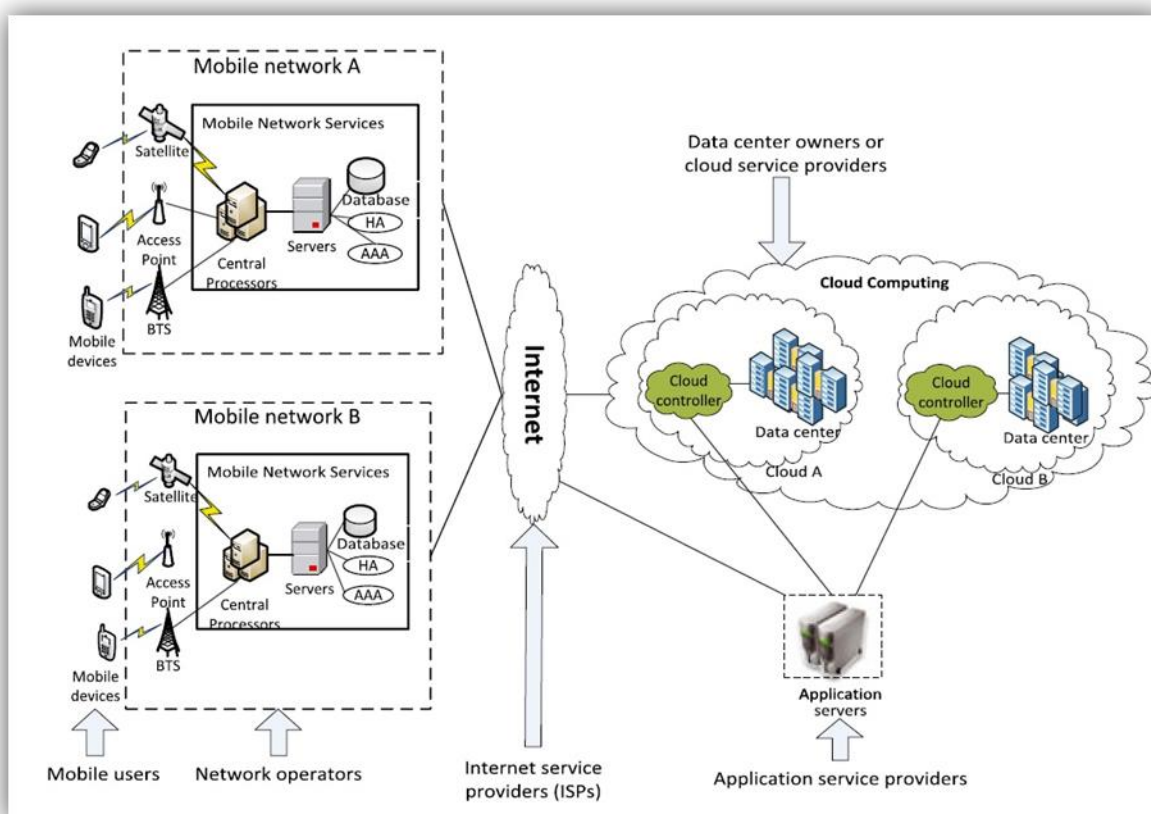 Mobile network A
Mobile Network Services
Satellite
Database
HA
AAA
Servers
Access
Point
Central
Processors
BTS
Mobile
devices
Mobile network B
Mobile Network Services
Satellite
Database
HA
AAA
Servers
Access
Point
Central
Processors
BTS
Mobile
devices
Mobile users
Network operators
Internet
Internet service
providers (ISPs)
Data center owners or
cloud service providers
Cloud Computing
Cloud
controller
Data center
Cloud A
Cloud
controller
Data center
Cloud B
Application
servers
Application service providers